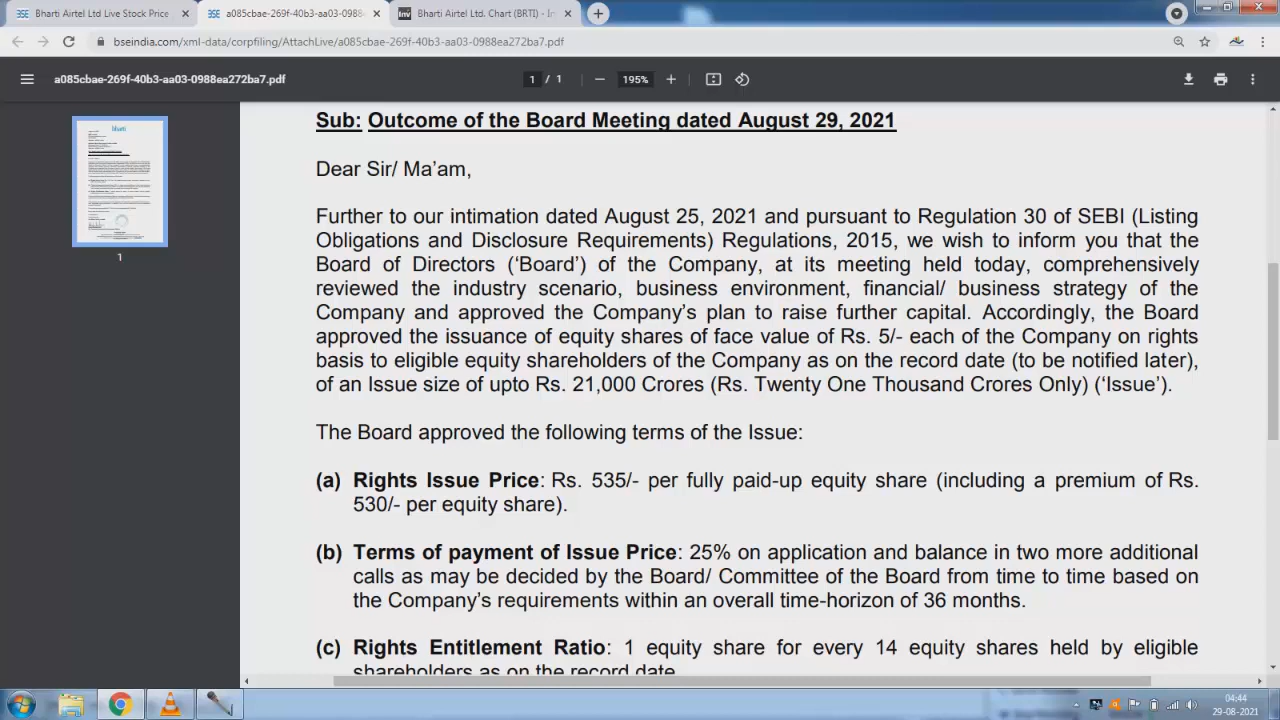 Bharti Airtel Ltd Live Stock Price
a085cbae-269f-40b3-aa03-0988
Bharti Airtel Ltd. Chart (BRTI) - In
bseindia.com/xml-data/corpfiling/AttachLive/a085cbae-269f-40b3-aa03-0988ea272ba7.pdf
a085cbae-269f-40b3-aa03-0988ea272ba7.pdf
1 / 1
195%
1
Sub: Outcome of the Board Meeting dated August 29, 2021
Dear Sir/ Ma'am,
Further to our intimation dated August 25, 2021 and pursuant to Regulation 30 of SEBI (Listing
Obligations and Disclosure Requirements) Regulations, 2015, we wish to inform you that the
Board of Directors ('Board') of the Company, at its meeting held today, comprehensively
reviewed the industry scenario, business environment, financial/ business strategy of the
Company and approved the Company's plan to raise further capital. Accordingly, the Board
approved the issuance of equity shares of face value of Rs. 5/- each of the Company on rights
basis to eligible equity shareholders of the Company as on the record date (to be notified later),
of an Issue size of upto Rs. 21,000 Crores (Rs. Twenty One Thousand Crores Only) ('Issue').
The Board approved the following terms of the Issue:
(a) Rights Issue Price: Rs. 535/- per fully paid-up equity share (including a premium of Rs.
530/- per equity share).
(b) Terms of payment of Issue Price: 25% on application and balance in two more additional
calls as may be decided by the Board/ Committee of the Board from time to time based on
the Company's requirements within an overall time-horizon of 36 months.
(c) Rights Entitlement Ratio: 1 equity share for every 14 equity shares held by eligible
shareholders as on the record date
04:44
29-08-2021